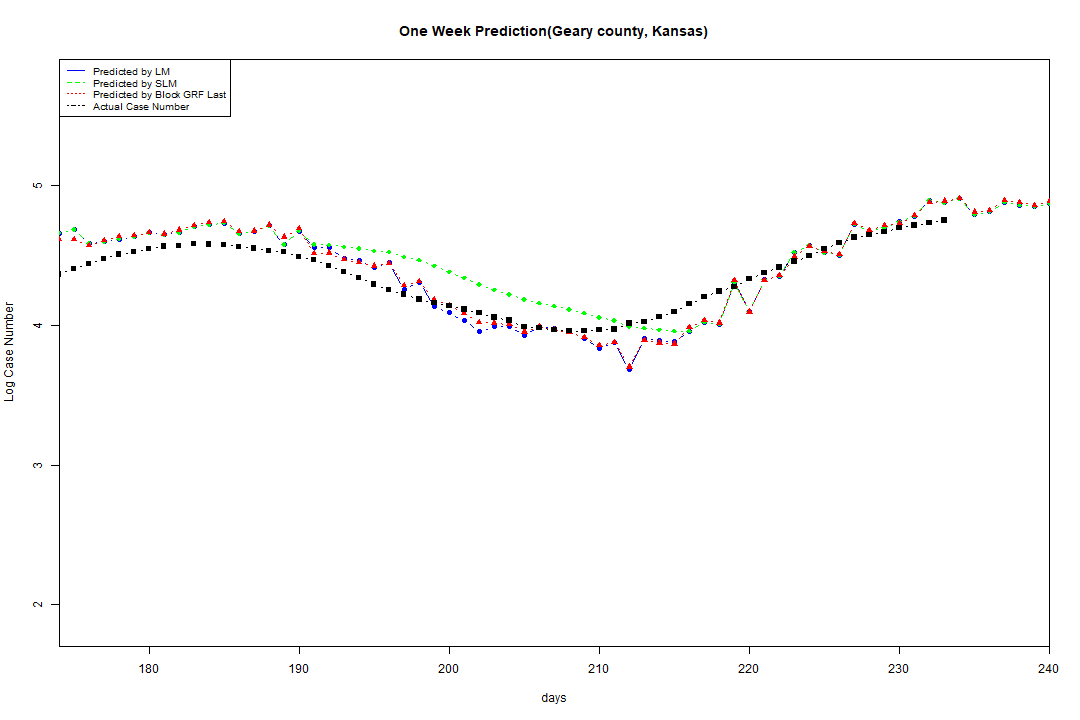 One Week Prediction(Geary county, Kansas)
Predicted by LM
Predicted by SLM
Predicted by Block GRF Last
Actual Case Number
5
4
3
2
Log Case Number
180 190 200 210 220 230 240
days